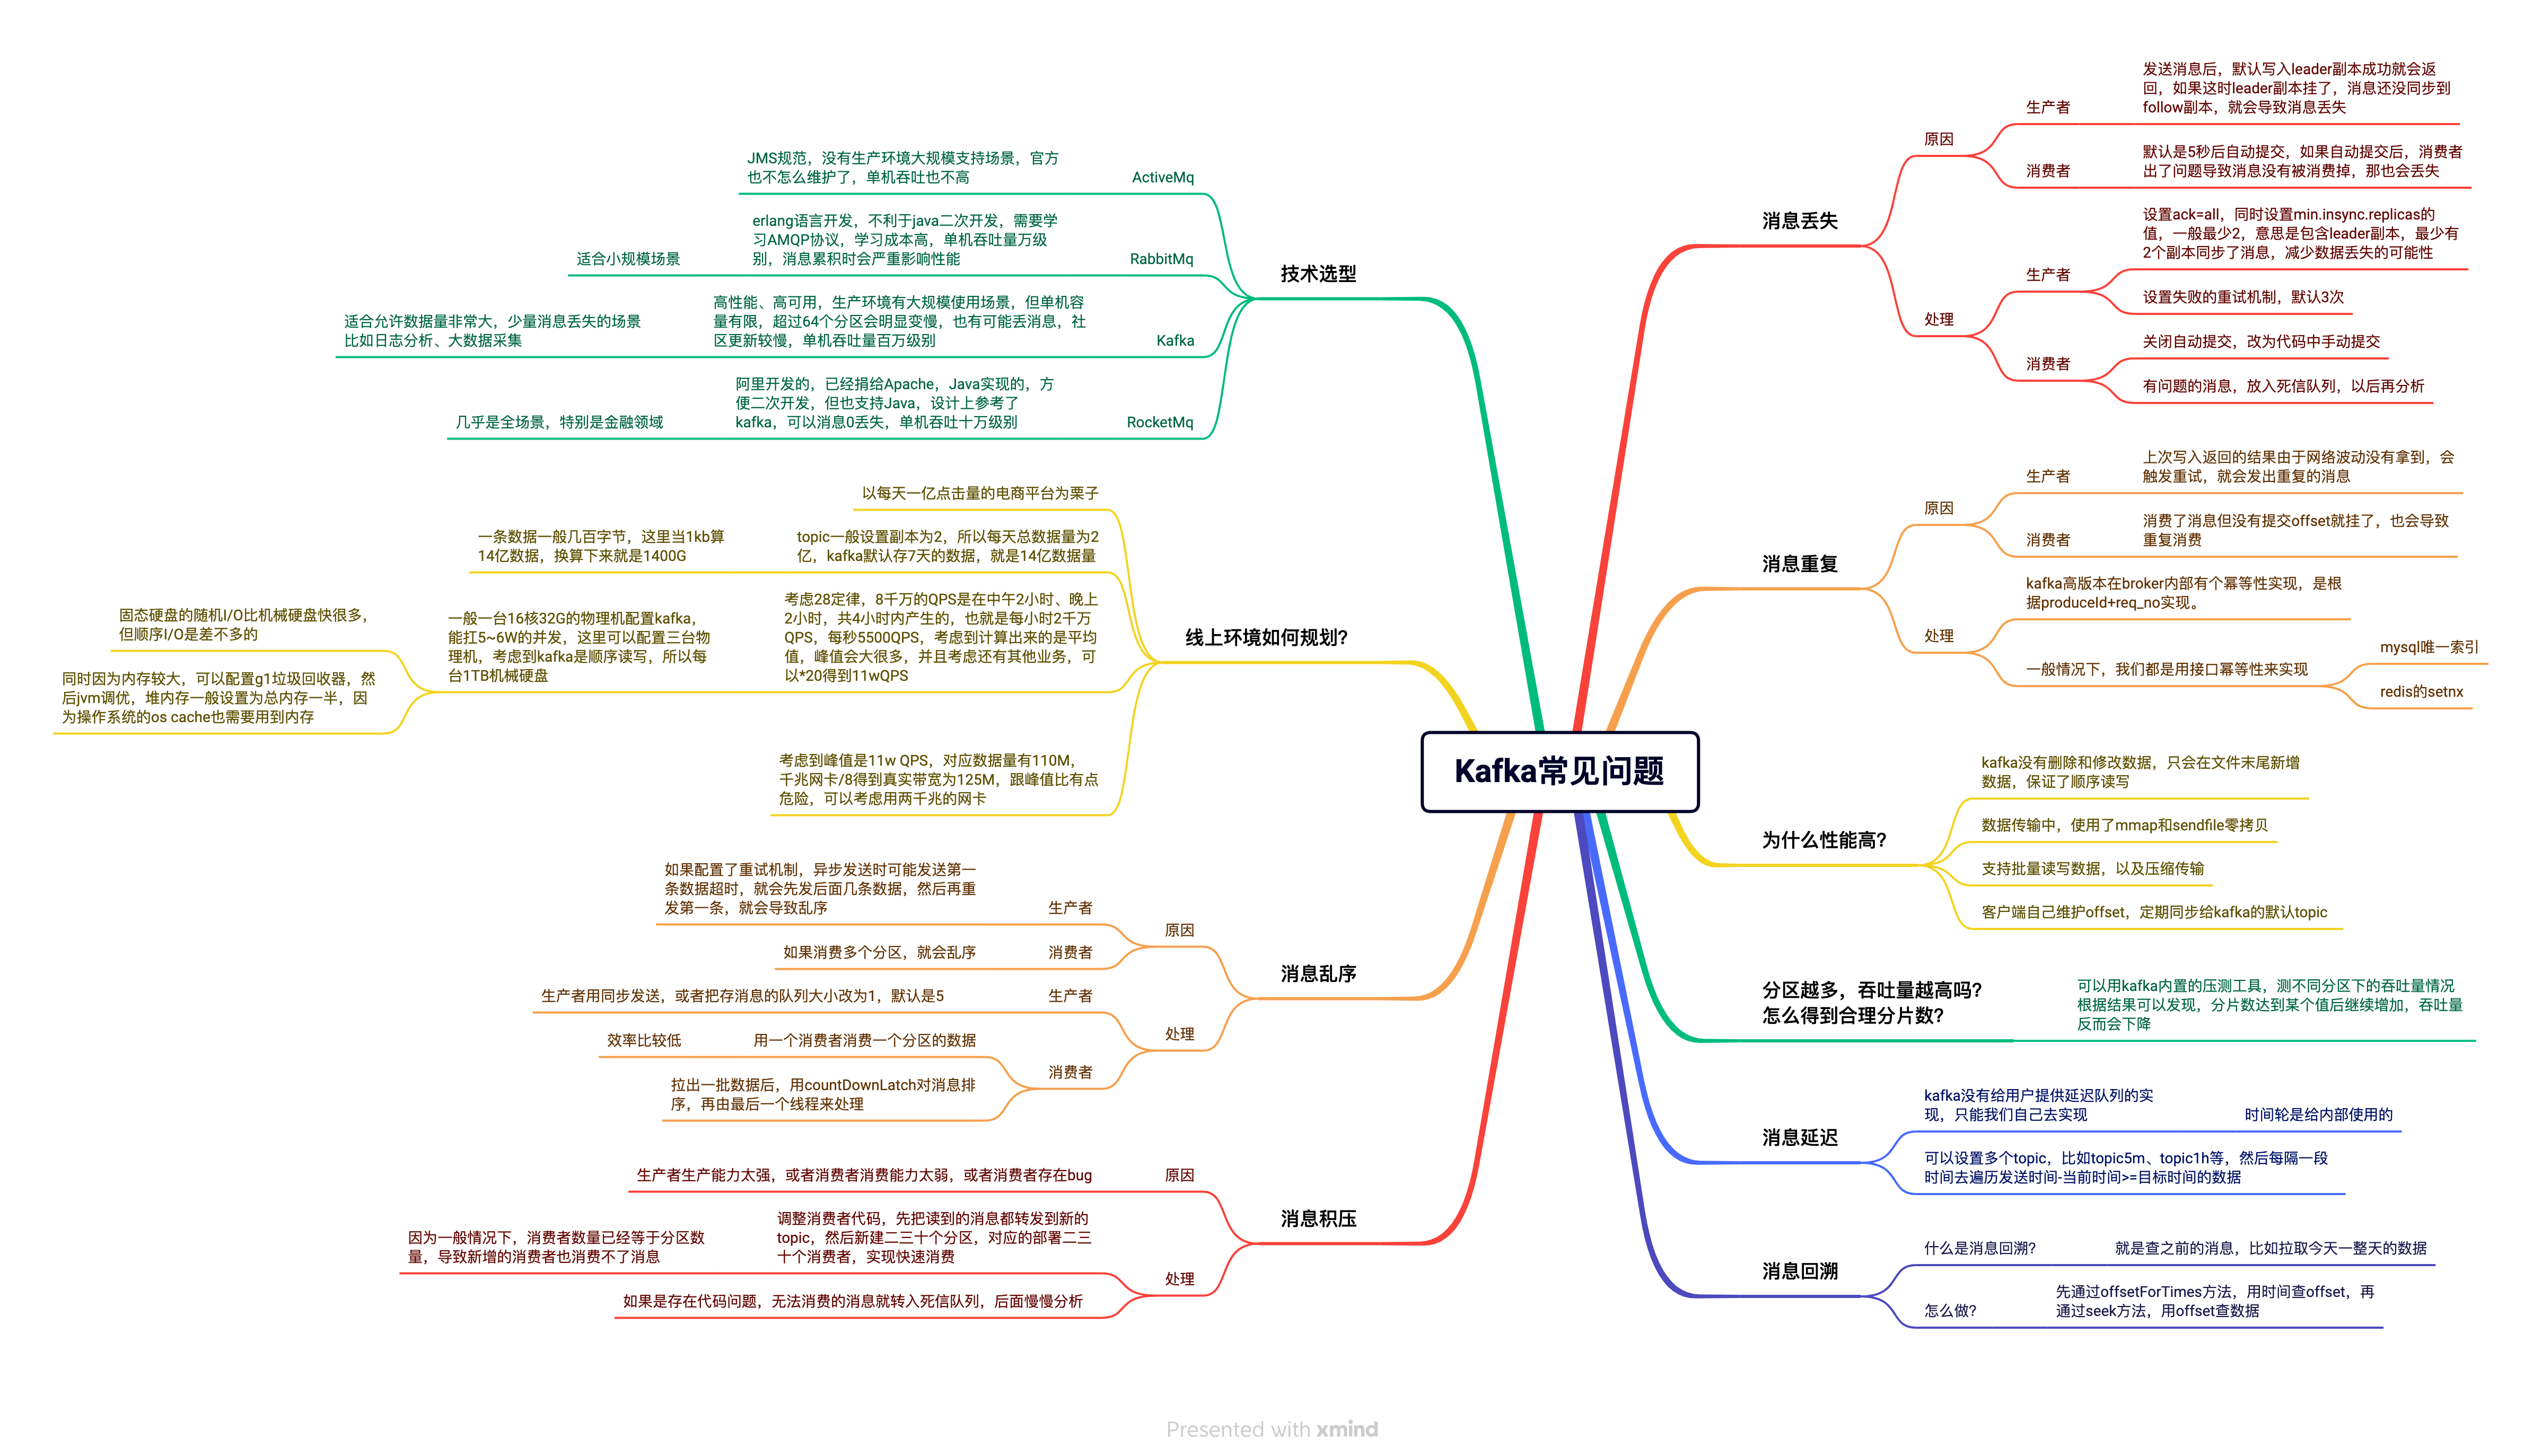 Kafka常见问题
消息丢失
原因
生产者
发送消息后，默认写入leader副本成功就会返
回，如果这时leader副本挂了，消息还没同步到
follow副本，就会导致消息丢失
消费者
默认是5秒后自动提交，如果自动提交后，消费者
出了问题导致消息没有被消费掉，那也会丢失
处理
生产者
设置ack=all，同时设置min.insync.replicas的
值，一般最少2，意思是包含leader副本，最少有
2个副本同步了消息，减少数据丢失的可能性
设置失败的重试机制，默认3次
消费者
关闭自动提交，改为代码中手动提交
有问题的消息，放入死信队列，以后再分析
消息重复
原因
生产者
上次写入返回的结果由于网络波动没有拿到，会
触发重试，就会发出重复的消息
消费者
消费了消息但没有提交offset就挂了，也会导致
重复消费
处理
kafka高版本在broker内部有个幂等性实现，是根
据produceId+req_no实现。
一般情况下，我们都是用接口幂等性来实现
mysql唯一索引
redis的setnx
为什么性能高？
kafka没有删除和修改数据，只会在文件末尾新增
数据，保证了顺序读写
数据传输中，使用了mmap和sendfile零拷贝
支持批量读写数据，以及压缩传输
客户端自己维护offset，定期同步给kafka的默认topic
分区越多，吞吐量越高吗？
怎么得到合理分片数？
可以用kafka内置的压测工具，测不同分区下的吞吐量情况
根据结果可以发现，分片数达到某个值后继续增加，吞吐量
反而会下降
消息延迟
kafka没有给用户提供延迟队列的实
现，只能我们自己去实现
时间轮是给内部使用的
可以设置多个topic，比如topic5m、topic1h等，然后每隔一段
时间去遍历发送时间-当前时间>=目标时间的数据
消息回溯
什么是消息回溯？
就是查之前的消息，比如拉取今天一整天的数据
怎么做？
先通过offsetForTimes方法，用时间查offset，再
通过seek方法，用offset查数据
技术选型
ActiveMq
JMS规范，没有生产环境大规模支持场景，官方
也不怎么维护了，单机吞吐也不高
RabbitMq
erlang语言开发，不利于java二次开发，需要学
习AMQP协议，学习成本高，单机吞吐量万级
别，消息累积时会严重影响性能
适合小规模场景
Kafka
高性能、高可用，生产环境有大规模使用场景，但单机容
量有限，超过64个分区会明显变慢，也有可能丢消息，社
区更新较慢，单机吞吐量百万级别
适合允许数据量非常大，少量消息丢失的场景
比如日志分析、大数据采集
RocketMq
阿里开发的，已经捐给Apache，Java实现的，方
便二次开发，但也支持Java，设计上参考了
kafka，可以消息0丢失，单机吞吐十万级别
几乎是全场景，特别是金融领域
线上环境如何规划？
以每天一亿点击量的电商平台为栗子
topic一般设置副本为2，所以每天总数据量为2
亿，kafka默认存7天的数据，就是14亿数据量
一条数据一般几百字节，这里当1kb算
14亿数据，换算下来就是1400G
考虑28定律，8千万的QPS是在中午2小时、晚上
2小时，共4小时内产生的，也就是每小时2千万
QPS，每秒5500QPS，考虑到计算出来的是平均
值，峰值会大很多，并且考虑还有其他业务，可
以*20得到11wQPS
一般一台16核32G的物理机配置kafka，
能扛5~6W的并发，这里可以配置三台物
理机，考虑到kafka是顺序读写，所以每
台1TB机械硬盘
固态硬盘的随机I/O比机械硬盘快很多，
但顺序I/O是差不多的
同时因为内存较大，可以配置g1垃圾回收器，然
后jvm调优，堆内存一般设置为总内存一半，因
为操作系统的os cache也需要用到内存
考虑到峰值是11w QPS，对应数据量有110M，
千兆网卡/8得到真实带宽为125M，跟峰值比有点
危险，可以考虑用两千兆的网卡
消息乱序
原因
生产者
如果配置了重试机制，异步发送时可能发送第一
条数据超时，就会先发后面几条数据，然后再重
发第一条，就会导致乱序
消费者
如果消费多个分区，就会乱序
处理
生产者
生产者用同步发送，或者把存消息的队列大小改为1，默认是5
消费者
用一个消费者消费一个分区的数据
效率比较低
拉出一批数据后，用countDownLatch对消息排
序，再由最后一个线程来处理
消息积压
原因
生产者生产能力太强，或者消费者消费能力太弱，或者消费者存在bug
处理
调整消费者代码，先把读到的消息都转发到新的
topic，然后新建二三十个分区，对应的部署二三
十个消费者，实现快速消费
因为一般情况下，消费者数量已经等于分区数
量，导致新增的消费者也消费不了消息
如果是存在代码问题，无法消费的消息就转入死信队列，后面慢慢分析
Presented with xmind